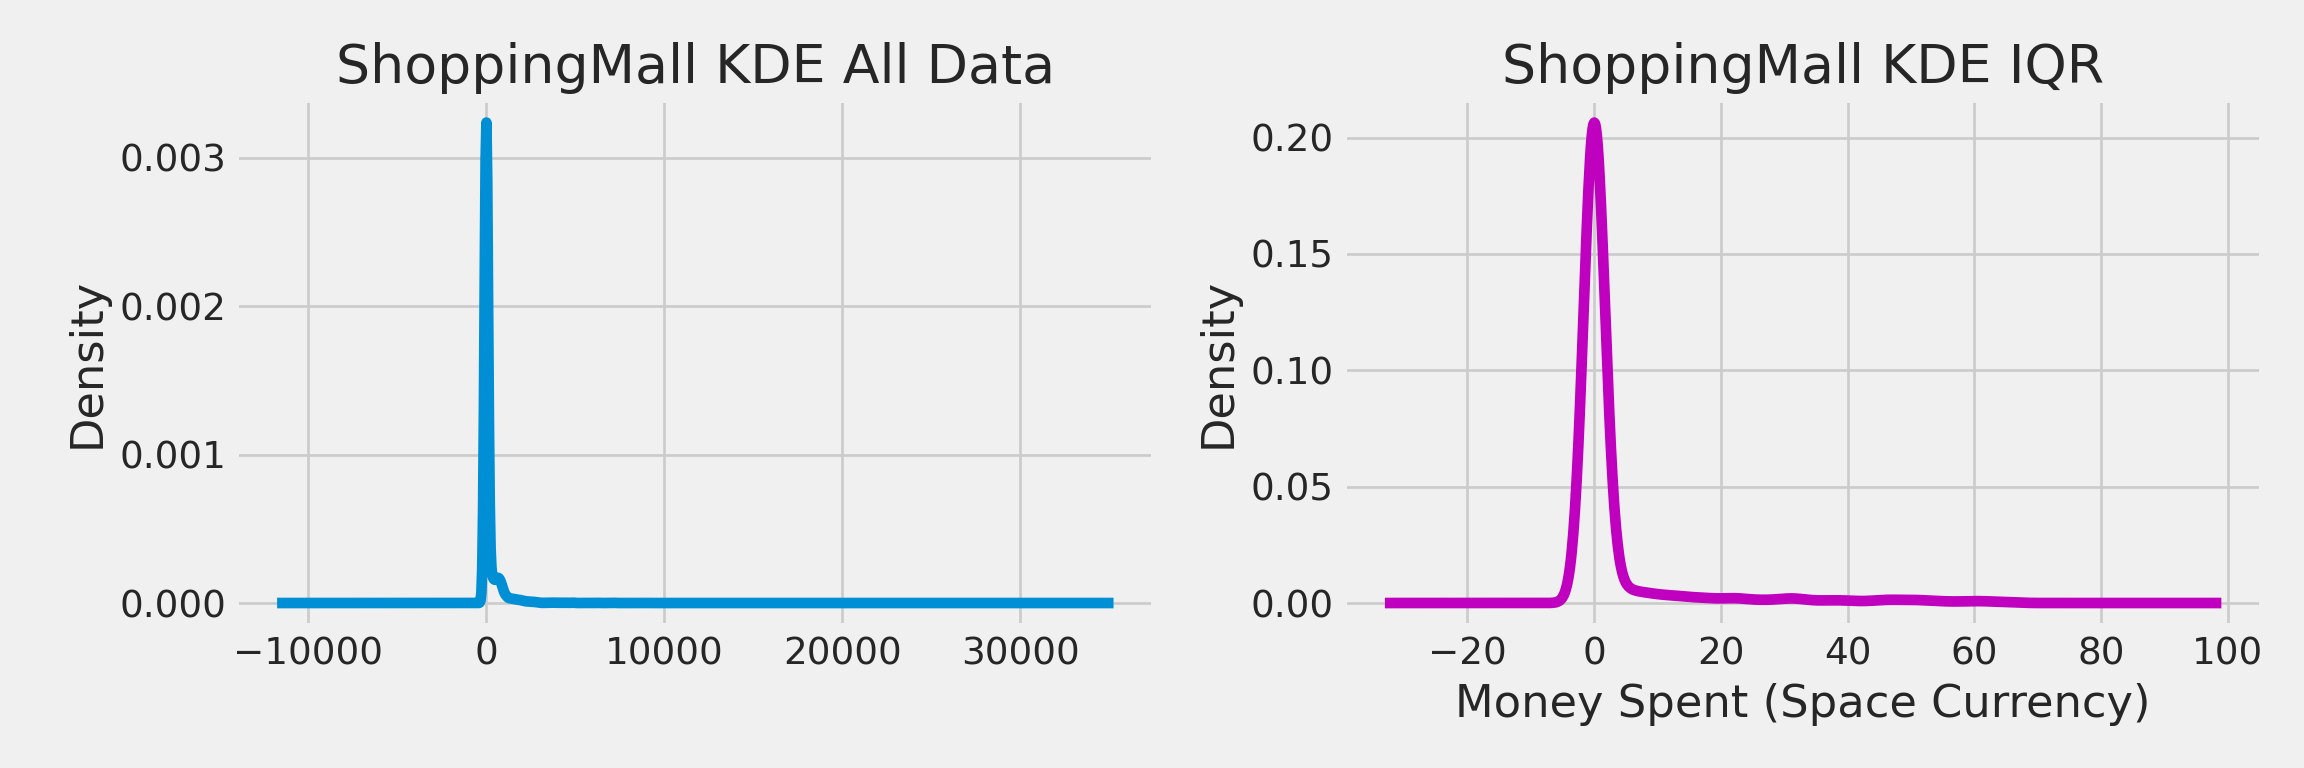 ShoppingMall KDE All Data
Density
0.003
0.002
0.001
0.000
−10000 0 10000 20000 30000
ShoppingMall KDE IQR
Density
0.20
0.15
0.10
0.05
0.00
−20 0 20 40 60 80 100
Money Spent (Space Currency)